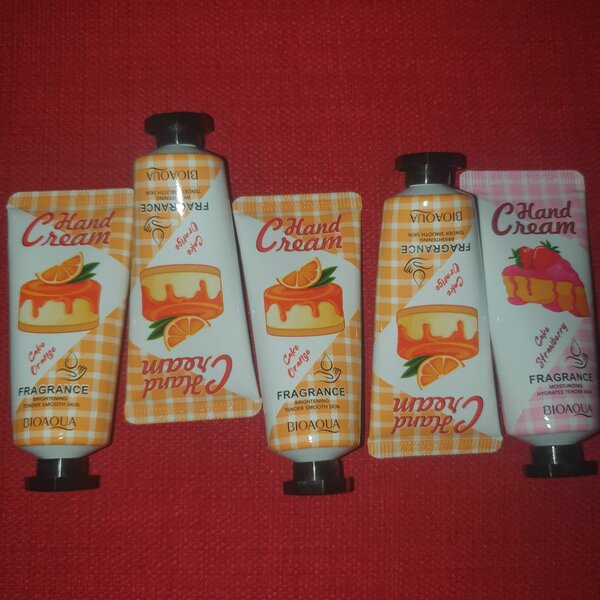 Hand
Cream
Cake
Orange
FRAGRANCE
BRIGHTENING
TENDER SMOOTH SKIN
BIOAQUA
Hand
Cream
Cake
Orange
FRAGRANCE
BRIGHTENING
TENDER SMOOTH SKIN
BIOAQUA
Hand
Cream
Cake
Orange
FRAGRANCE
BRIGHTENING
TENDER SMOOTH SKIN
BIOAQUA
Hand
Cream
Cake
Orange
FRAGRANCE
BRIGHTENING
TENDER SMOOTH SKIN
BIOAQUA
Hand
Cream
Cake
Strawberry
FRAGRANCE
MOISTURIZING
HYDRATES TENDER SKIN
BIOAQUA